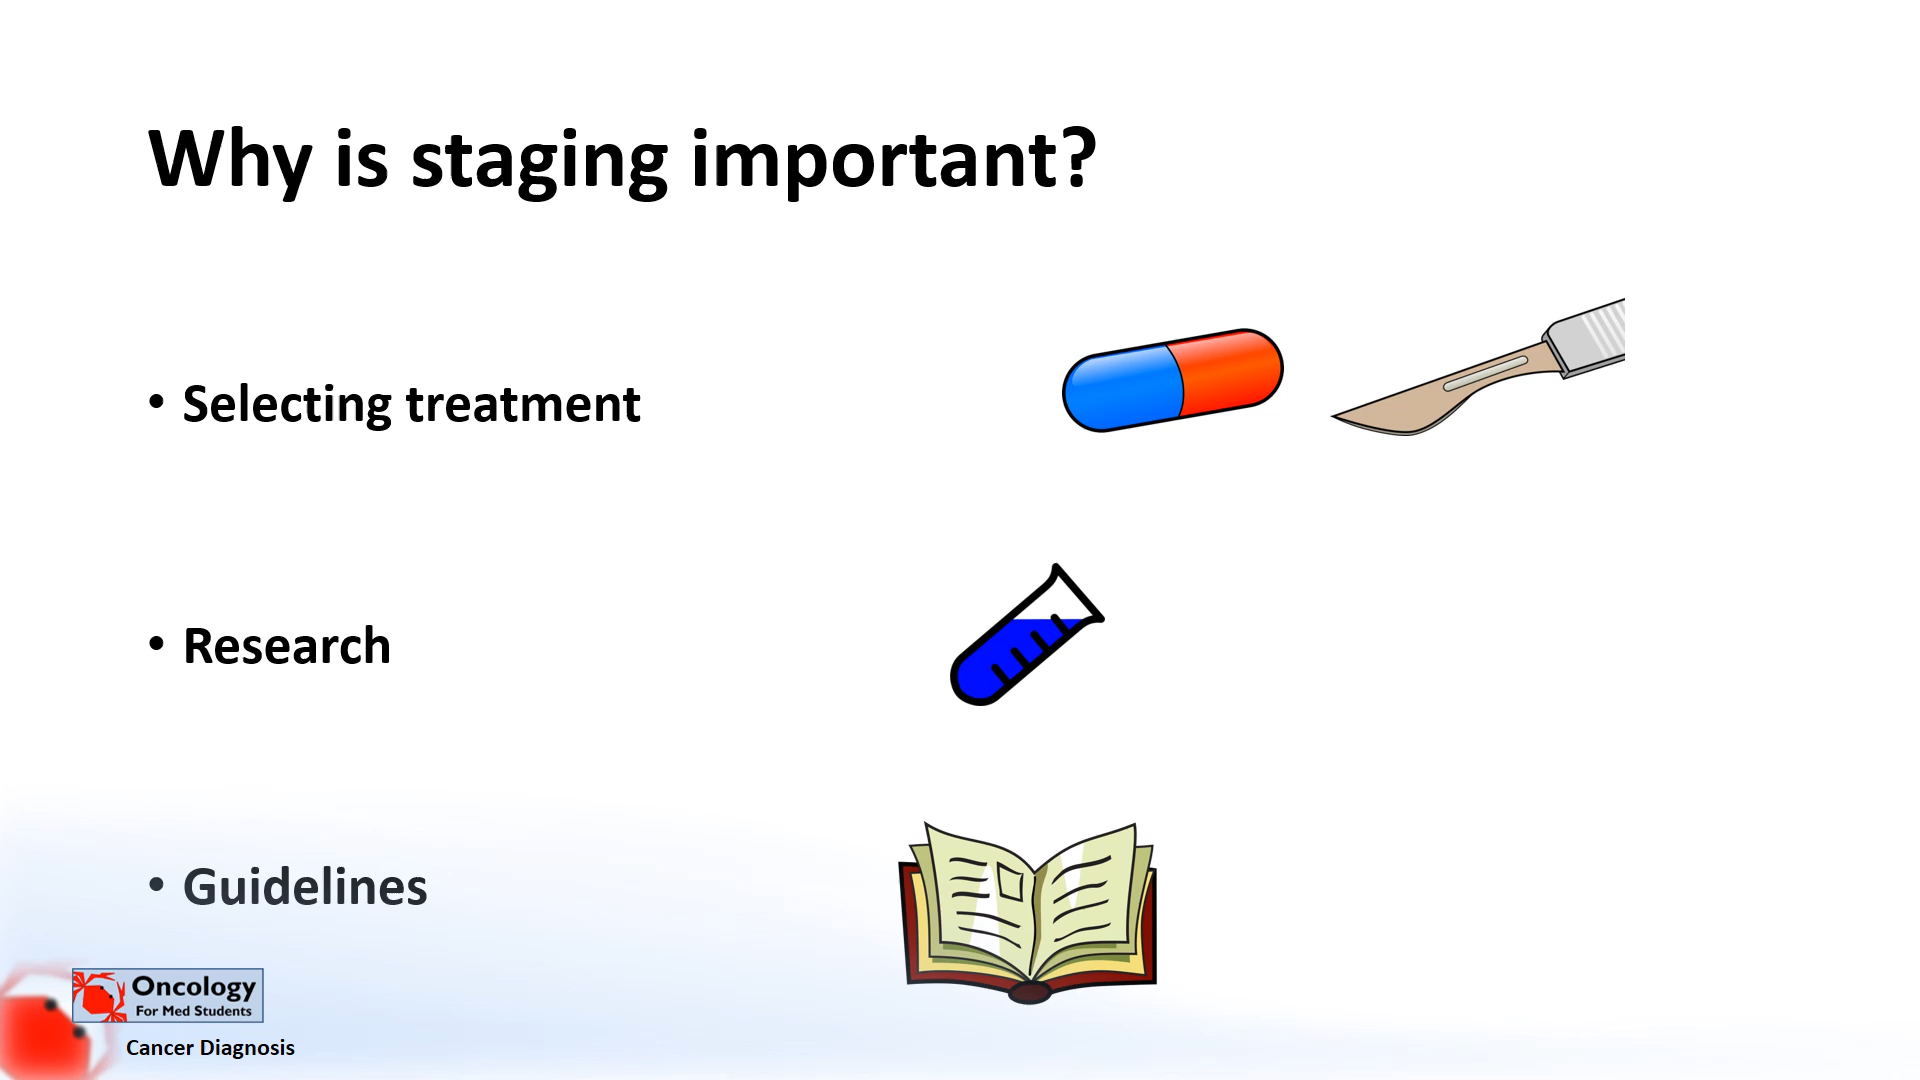 Why is staging important?
• Selecting treatment
• Research
• Guidelines
Oncology
For Med Students
Cancer Diagnosis